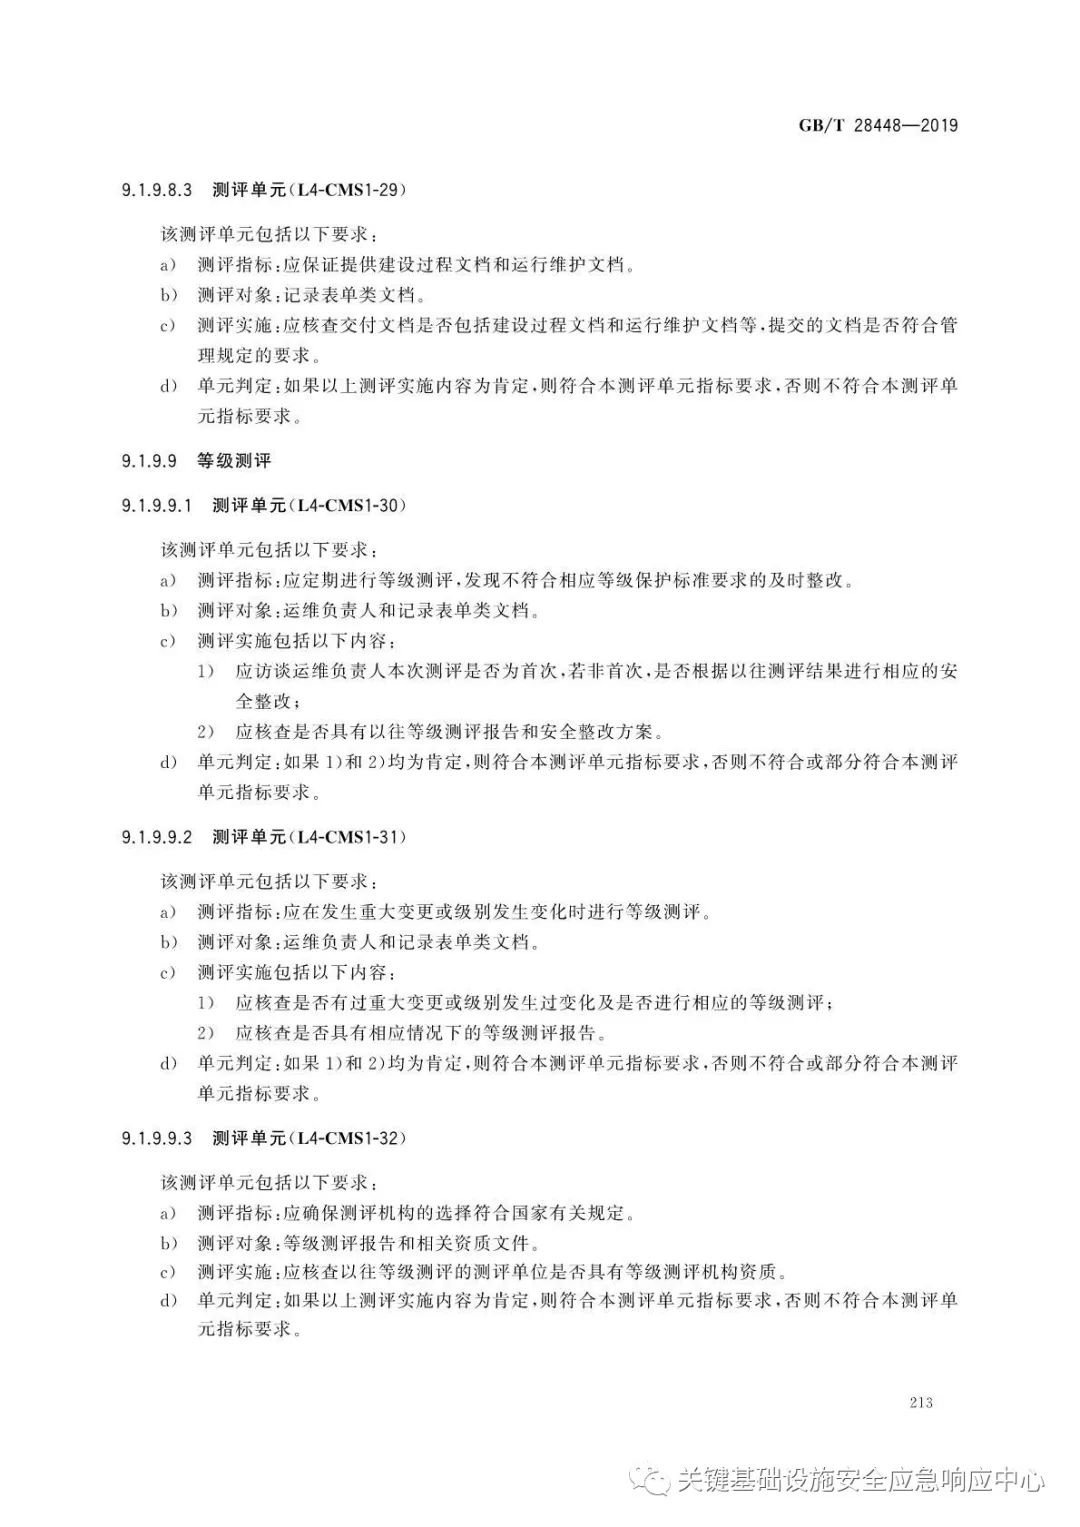 GB/T 28448—2019
9.1.9.8.3 测评单元(L4-CMS1-29)
该测评单元包括以下要求:
a) 测评指标:应保证提供建设过程文档和运行维护文档。
b) 测评对象:记录表单类文档。
c) 测评实施:应核查交付文档是否包括建设过程文档和运行维护文档等,提交的文档是否符合管
理规定的要求。
d) 单元判定:如果以上测评实施内容为肯定,则符合本测评单元指标要求,否则不符合本测评单
元指标要求。
9.1.9.9 等级测评
9.1.9.9.1 测评单元(L4-CMS1-30)
该测评单元包括以下要求:
a) 测评指标:应定期进行等级测评,发现不符合相应等级保护标准要求的及时整改。
b) 测评对象:运维负责人和记录表单类文档。
c) 测评实施包括以下内容:
1) 应访谈运维负责人本次测评是否为首次,若非首次,是否根据以往测评结果进行相应的安
全整改;
2) 应核查是否具有以往等级测评报告和安全整改方案。
d) 单元判定:如果 1)和 2)均为肯定,则符合本测评单元指标要求,否则不符合或部分符合本测评
单元指标要求。
9.1.9.9.2 测评单元(L4-CMS1-31)
该测评单元包括以下要求:
a) 测评指标:应在发生重大变更或级别发生变化时进行等级测评。
b) 测评对象:运维负责人和记录表单类文档。
c) 测评实施包括以下内容:
1) 应核查是否有过重大变更或级别发生过变化及是否进行相应的等级测评;
2) 应核查是否具有相应情况下的等级测评报告。
d) 单元判定:如果 1)和 2)均为肯定,则符合本测评单元指标要求,否则不符合或部分符合本测评
单元指标要求。
9.1.9.9.3 测评单元(L4-CMS1-32)
该测评单元包括以下要求:
a) 测评指标:应确保测评机构的选择符合国家有关规定。
b) 测评对象:等级测评报告和相关资质文件。
c) 测评实施:应核查以往等级测评的测评单位是否具有等级测评机构资质。
d) 单元判定:如果以上测评实施内容为肯定,则符合本测评单元指标要求,否则不符合本测评单
元指标要求。
213
关键基础设施安全应急响应中心